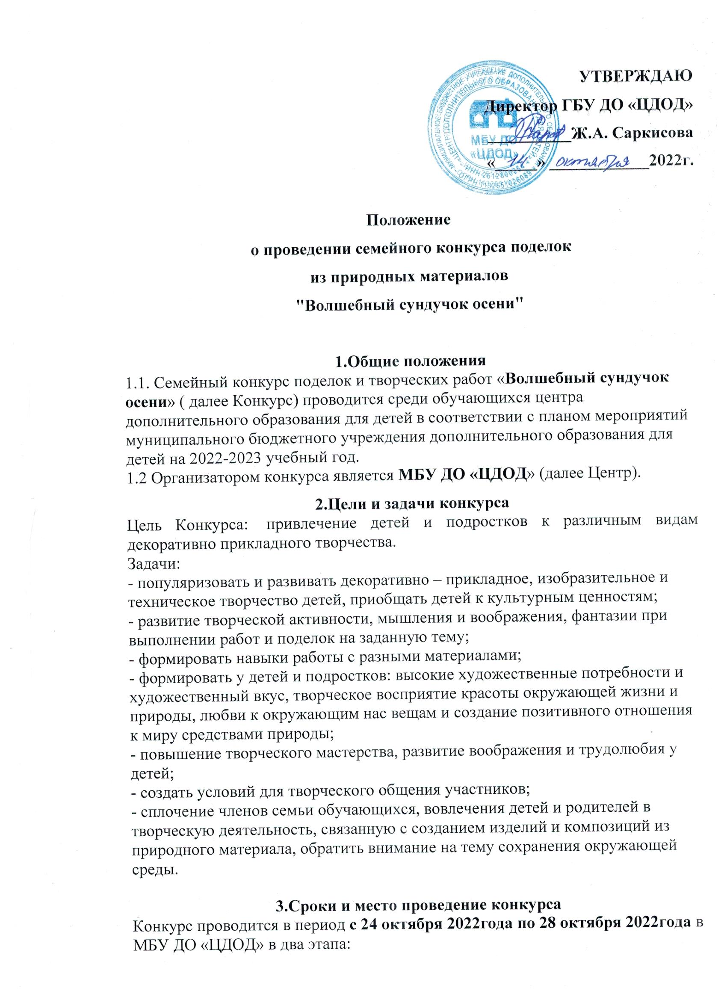 УТВЕРЖДАЮ
Директор ГБУ ДО «ЦДОД»
Ж.А. Саркисова
«14» октября 2022г.
МУНИЦИПАЛЬНОЕ БЮДЖЕТНОЕ УЧРЕЖДЕНИЕ ДОПОЛНИТЕЛЬНОГО ОБРАЗОВАНИЯ
«ЦЕНТР ДОПОЛНИТЕЛЬНОГО ОБРАЗОВАНИЯ ДЛЯ ДЕТЕЙ»
ОГРН 1132651026089
МБУ ДО
«ЦДОД»
Положение
о проведении семейного конкурса поделок
из природных материалов
"Волшебный сундучок осени"
1.Общие положения
1.1. Семейный конкурс поделок и творческих работ «Волшебный сундучок
осени» ( далее Конкурс) проводится среди обучающихся центра
дополнительного образования для детей в соответствии с планом мероприятий
муниципального бюджетного учреждения дополнительного образования для
детей на 2022-2023 учебный год.
1.2 Организатором конкурса является МБУ ДО «ЦДОД» (далее Центр).
2.Цели и задачи конкурса
Цель Конкурса: привлечение детей и подростков к различным видам
декоративно прикладного творчества.
Задачи:
- популяризовать и развивать декоративно – прикладное, изобразительное и
техническое творчество детей, приобщать детей к культурным ценностям;
- развитие творческой активности, мышления и воображения, фантазии при
выполнении работ и поделок на заданную тему;
- формировать навыки работы с разными материалами;
- формировать у детей и подростков: высокие художественные потребности и
художественный вкус, творческое восприятие красоты окружающей жизни и
природы, любви к окружающим нас вещам и создание позитивного отношения
к миру средствами природы;
- повышение творческого мастерства, развитие воображения и трудолюбия у
детей;
- создать условий для творческого общения участников;
- сплочение членов семьи обучающихся, вовлечения детей и родителей в
творческую деятельность, связанную с созданием изделий и композиций из
природного материала, обратить внимание на тему сохранения окружающей
среды.
3.Сроки и место проведение конкурса
Конкурс проводится в период с 24 октября 2022года по 28 октября 2022года в
МБУ ДО «ЦДОД» в два этапа: